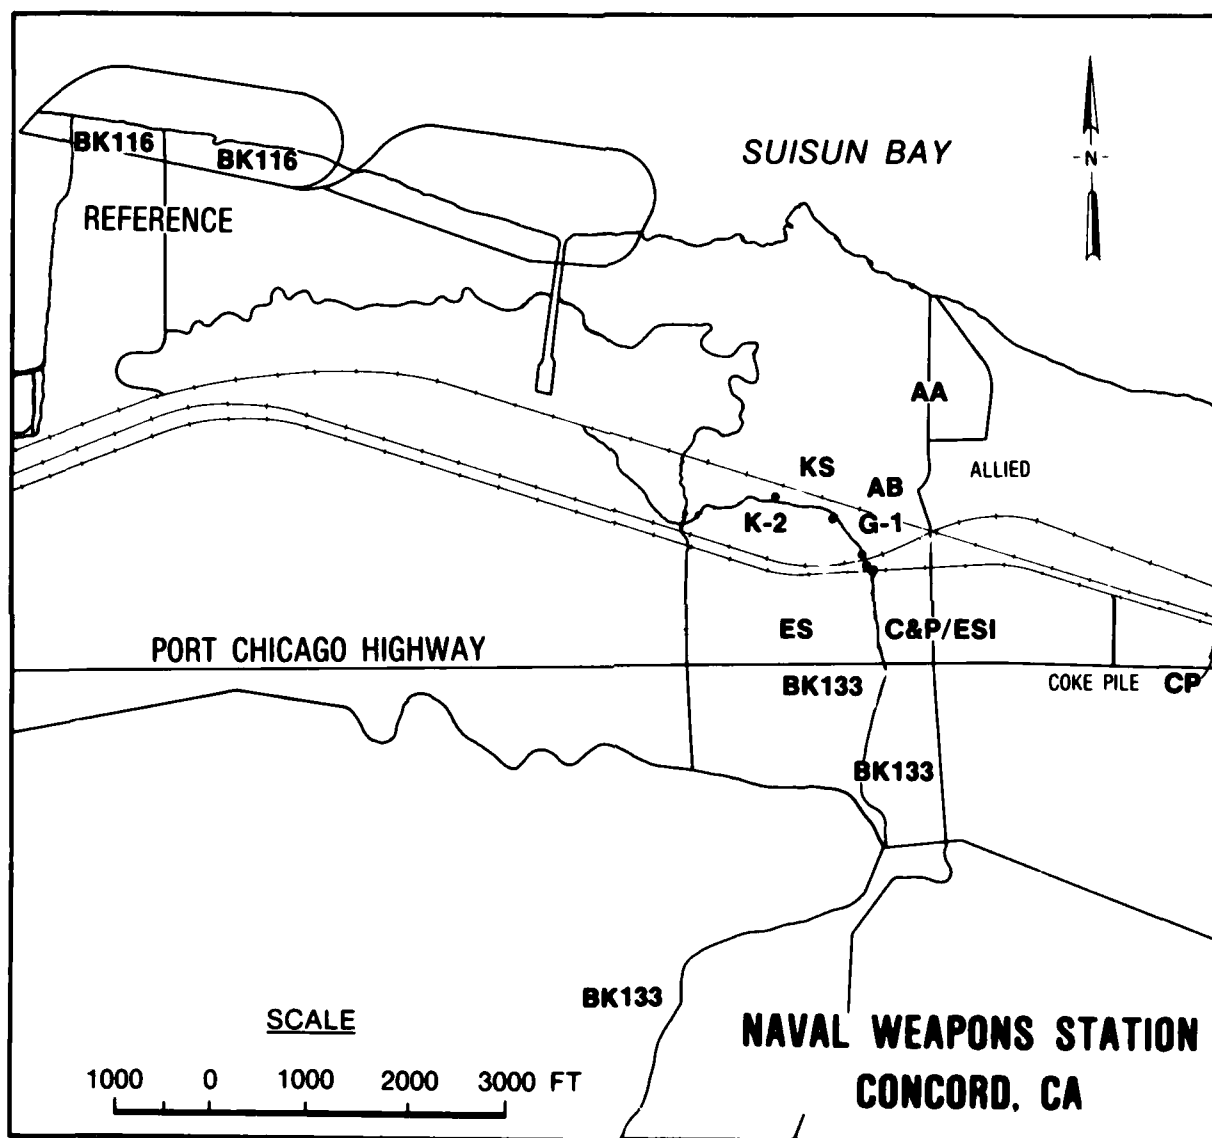 BK116
BK116
SUISUN BAY
-N-
REFERENCE
AA
KS
ALLIED
AB
K-2
G-1
ES
C&P/ESI
PORT CHICAGO HIGHWAY
BK133
COKE PILE
CP
BK133
BK133
SCALE
NAVAL WEAPONS STATION
CONCORD, CA
1000 0 1000 2000 3000 FT